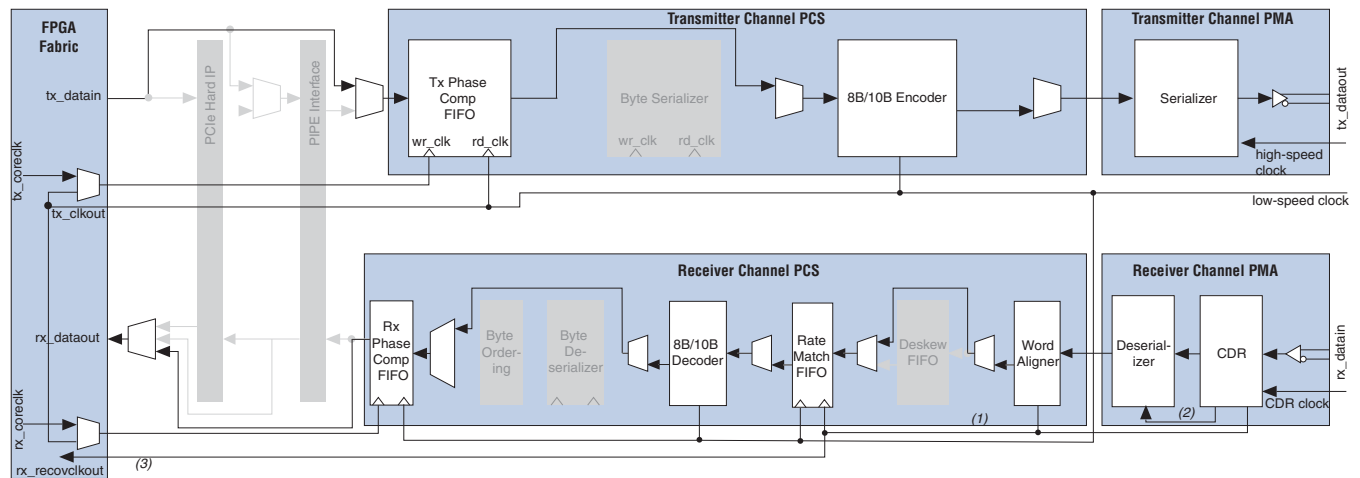 FPGA
Fabric
Transmitter Channel PCS
Transmitter Channel PMA
tx_datain
PCIe Hard IP
PIPE Interface
Tx Phase
Comp
FIFO
wr_clk
rd_clk
Byte Serializer
wr_clk
rd_clk
8B/10B Encoder
Serializer
tx_dataout
high-speed
clock
tx_coreclk
tx_clkout
low-speed clock
Receiver Channel PCS
Receiver Channel PMA
rx_dataout
Rx
Phase
Comp
FIFO
Byte
Order-
ing
Byte
De-
serializer
8B/10B
Decoder
Rate
Match
FIFO
Deskew
FIFO
Word
Aligner
Deserial-
izer
CDR
rx_datain
CDR clock
(1)
(2)
rx_coreclk
rx_recovclkout
(3)